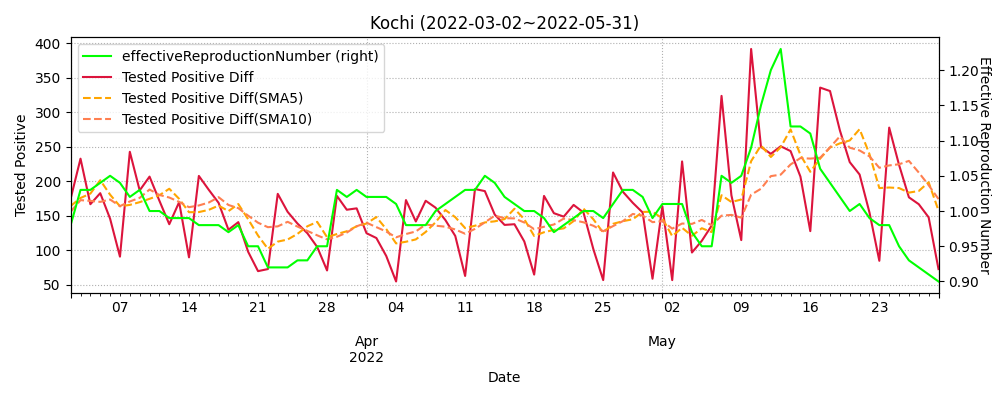 Kochi (2022-03-02~2022-05-31)
effectiveReproductionNumber (right)
Tested Positive Diff
Tested Positive Diff(SMA5)
Tested Positive Diff(SMA10)
Tested Positive
400
350
300
250
200
150
100
50
1.20
1.15
1.10
1.05
1.00
0.95
0.90
Effective Reproduction Number
07 14 21 28 04 11 18 25 02 09 16 23
Apr May
2022
Date